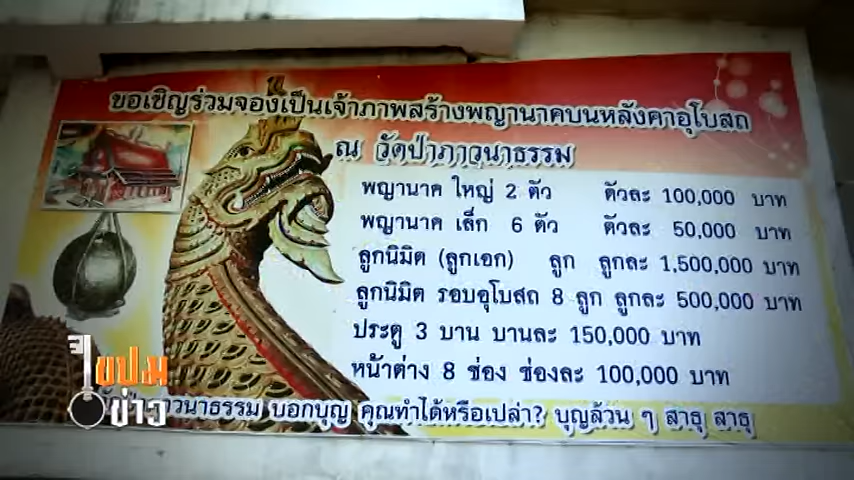 ขอเชิญร่วมจองเป็นเจ้าภาพสร้างพญานาคบนหลังคาอุโบสถ
ณ วัดป่าภาวนาธรรม
พญานาค ใหญ่ 2 ตัว ตัวละ 100,000 บาท
พญานาค เล็ก 6 ตัว ตัวละ 50,000 บาท
ลูกนิมิต (ลูกเอก) ลูก ลูกละ 1,500,000 บาท
ลูกนิมิต รอบอุโบสถ 8 ลูก ลูกละ 500,000 บาท
ประตู 3 บาน บานละ 150,000 บาท
หน้าต่าง 8 ช่อง ช่องละ 100,000 บาท
บอกบุญ คุณทำได้หรือเปล่า? บุญล้วน ๆ สาธุ สาธุ
ไขปม
ข่าว